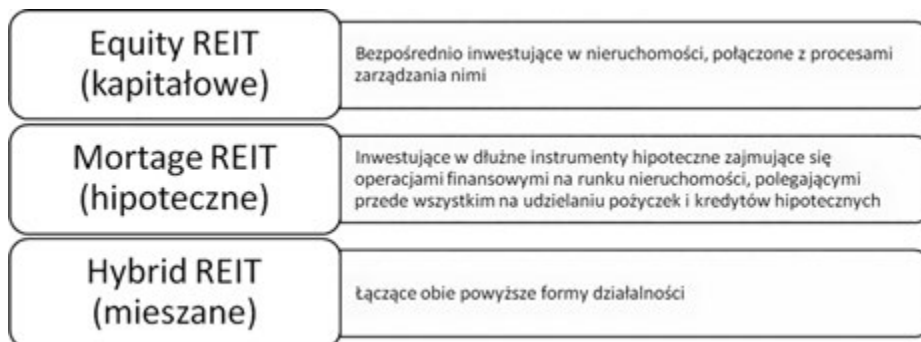 Equity REIT
(kapitałowe)
Bezpośrednio inwestujące w nieruchomości, połączone z procesami
zarządzania nimi
Mortage REIT
(hipoteczne)
Inwestujące w dłużne instrumenty hipoteczne zajmujące się
operacjami finansowymi na runku nieruchomości, polegającymi
przede wszystkim na udzielaniu pożyczek i kredytów hipotecznych
Hybrid REIT
(mieszane)
Łączące obie powyższe formy działalności